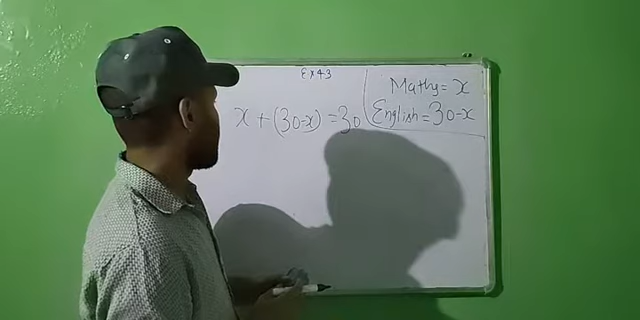 Ex 4.3
Maths = x
English = 30-x
x + (30-x) = 30